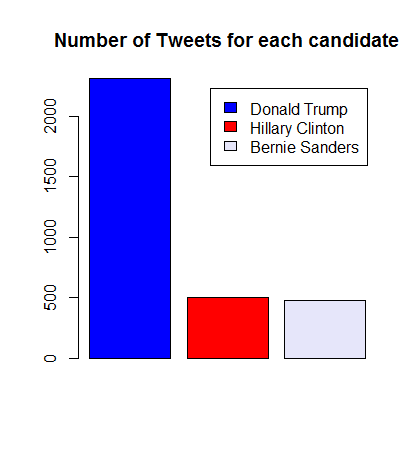 Number of Tweets for each candidate
Donald Trump
Hillary Clinton
Bernie Sanders
2000
1500
1000
500
0